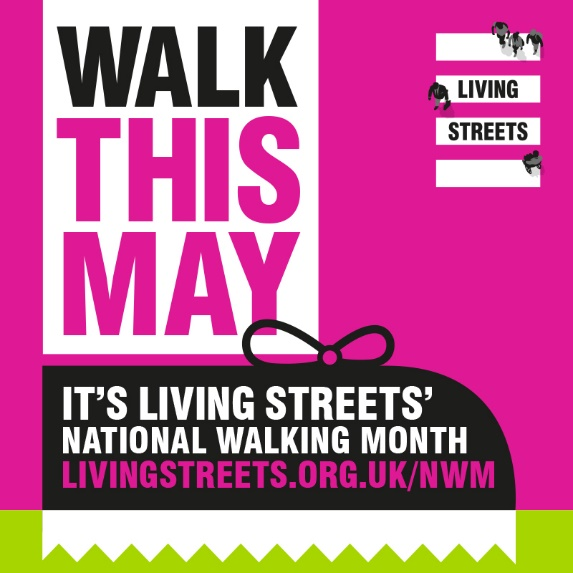 WALK
THIS
MAY
LIVING
STREETS
IT'S LIVING STREETS'
NATIONAL WALKING MONTH
LIVINGSTREETS.ORG.UK/NWM